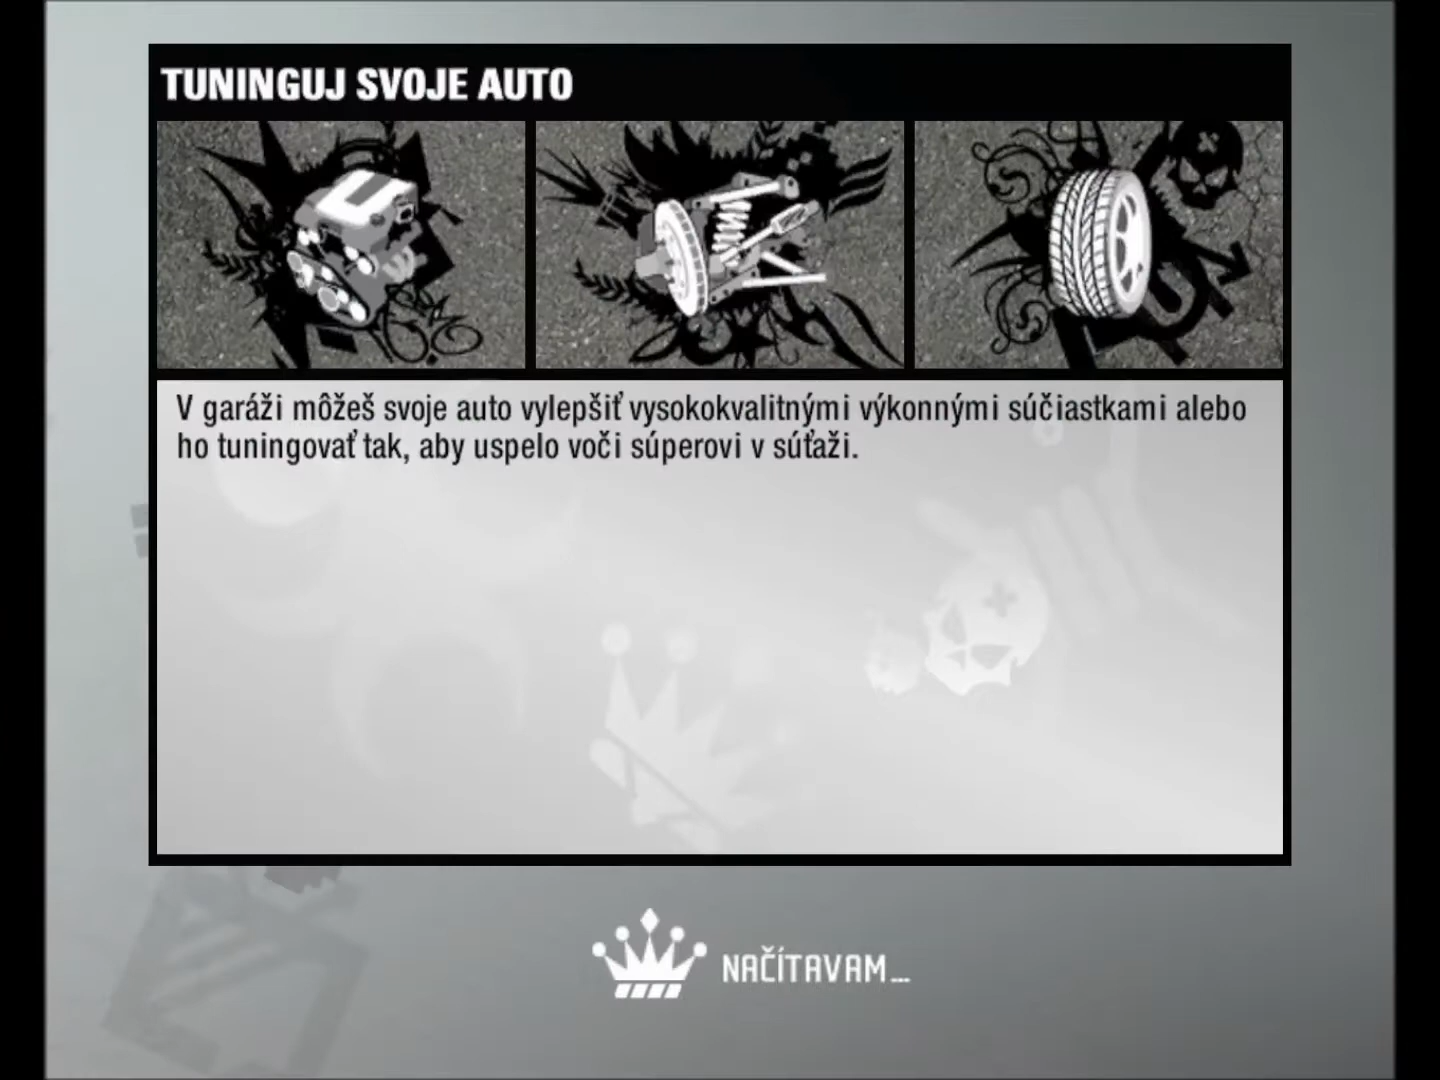 TUNINGUJ SVOJE AUTO
V garáži môžeš svoje auto vylepšiť vysokokvalitnými výkonnými súčiastkami alebo
ho tuningovať tak, aby uspelo voči súperovi v súťaži.
NAČÍTAVAM...